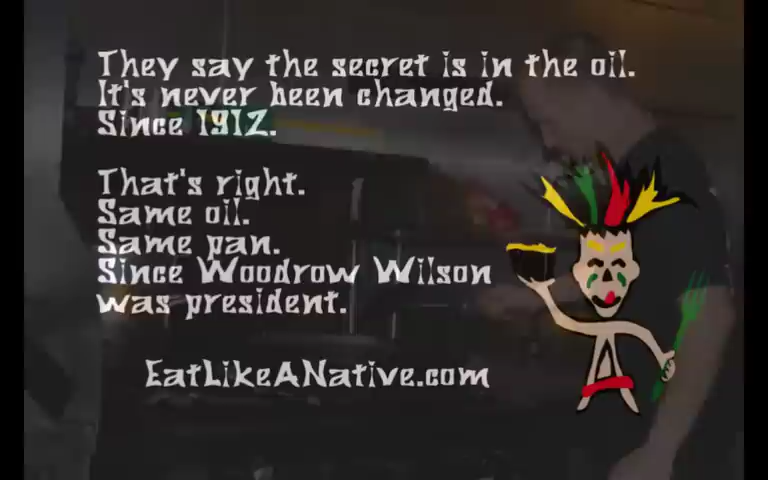 They say the secret is in the oil.
It's never been changed.
Since 1912.
That's right.
Same oil.
Same pan.
Since Woodrow Wilson
was president.
EatLikeANative.com